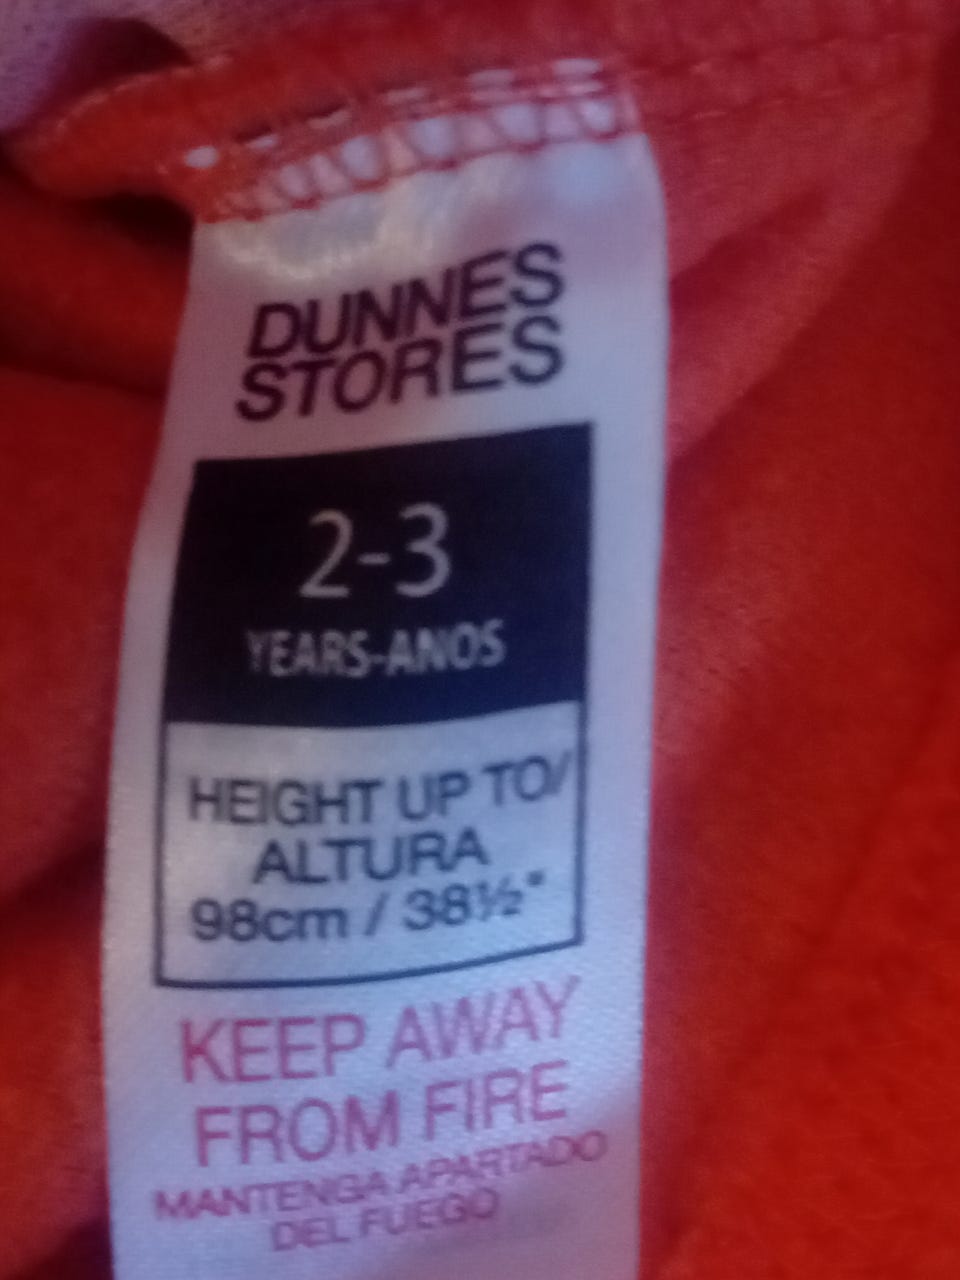 DUNNES
STORES
2-3
YEARS-ANOS
HEIGHT UP TO/
ALTURA
98cm / 38½"
KEEP AWAY
FROM FIRE
MANTENGA APARTADO
DEL FUEGO